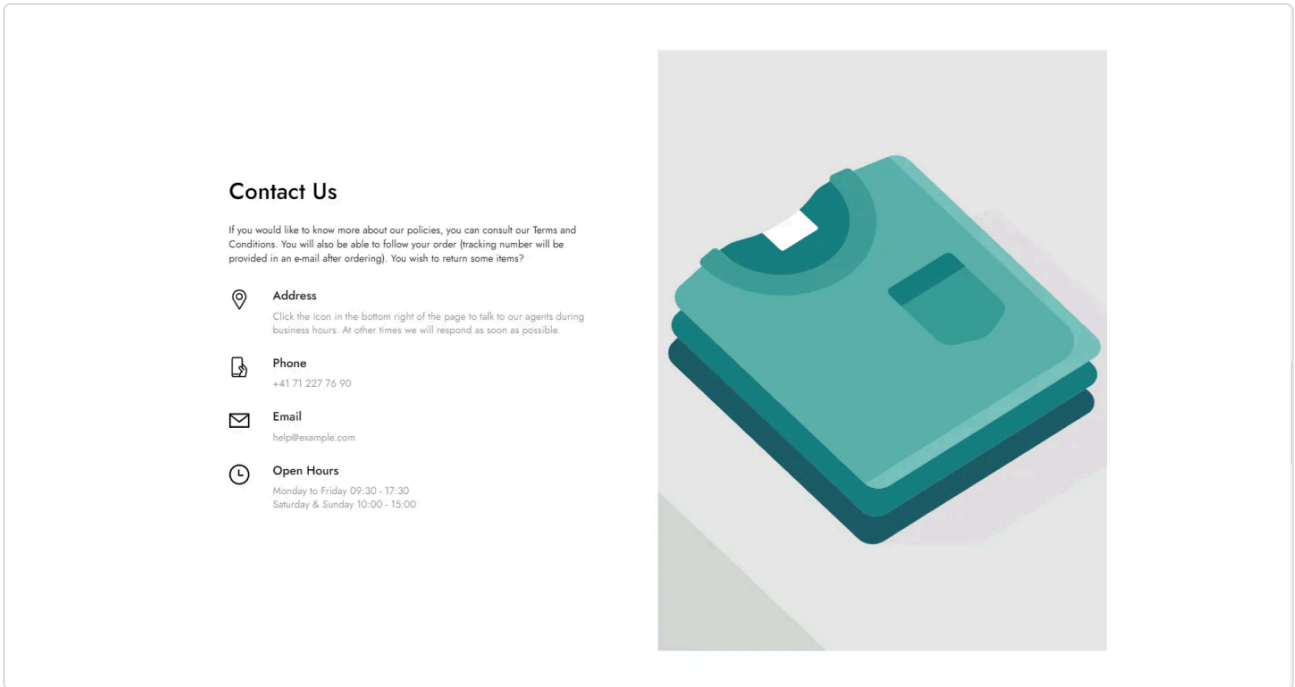 Contact Us
If you would like to know more about our policies, you can consult our Terms and
Conditions. You will also be able to follow your order (tracking number will be
provided in an e-mail after ordering). You wish to return some items?
Address
Click the icon in the bottom right of the page to talk to our agents during
business hours. At other times we will respond as soon as possible.
Phone
+41 71 227 76 90
Email
help@example.com
Open Hours
Monday to Friday 09:30 - 17:30
Saturday & Sunday 10:00 - 15:00